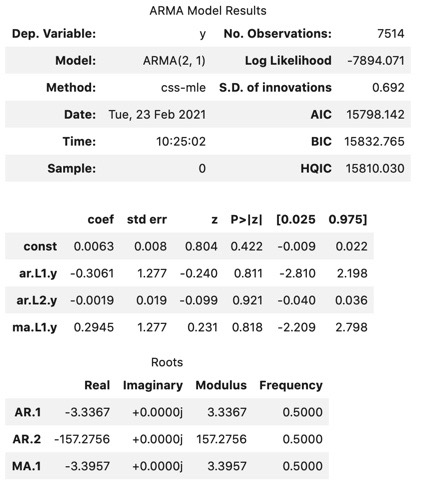 ARMA Model Results
Dep. Variable: y No. Observations: 7514
Model: ARMA(2, 1) Log Likelihood -7894.071
Method: css-mle S.D. of innovations 0.692
Date: Tue, 23 Feb 2021 AIC 15798.142
Time: 10:25:02 BIC 15832.765
Sample: 0 HQIC 15810.030
coef std err z P>|z| [0.025 0.975]
const 0.0063 0.008 0.804 0.422 -0.009 0.022
ar.L1.y -0.3061 1.277 -0.240 0.811 -2.810 2.198
ar.L2.y -0.0019 0.019 -0.099 0.921 -0.040 0.036
ma.L1.y 0.2945 1.277 0.231 0.818 -2.209 2.798
Roots
Real Imaginary Modulus Frequency
AR.1 -3.3367 +0.0000j 3.3367 0.5000
AR.2 -157.2756 +0.0000j 157.2756 0.5000
MA.1 -3.3957 +0.0000j 3.3957 0.5000